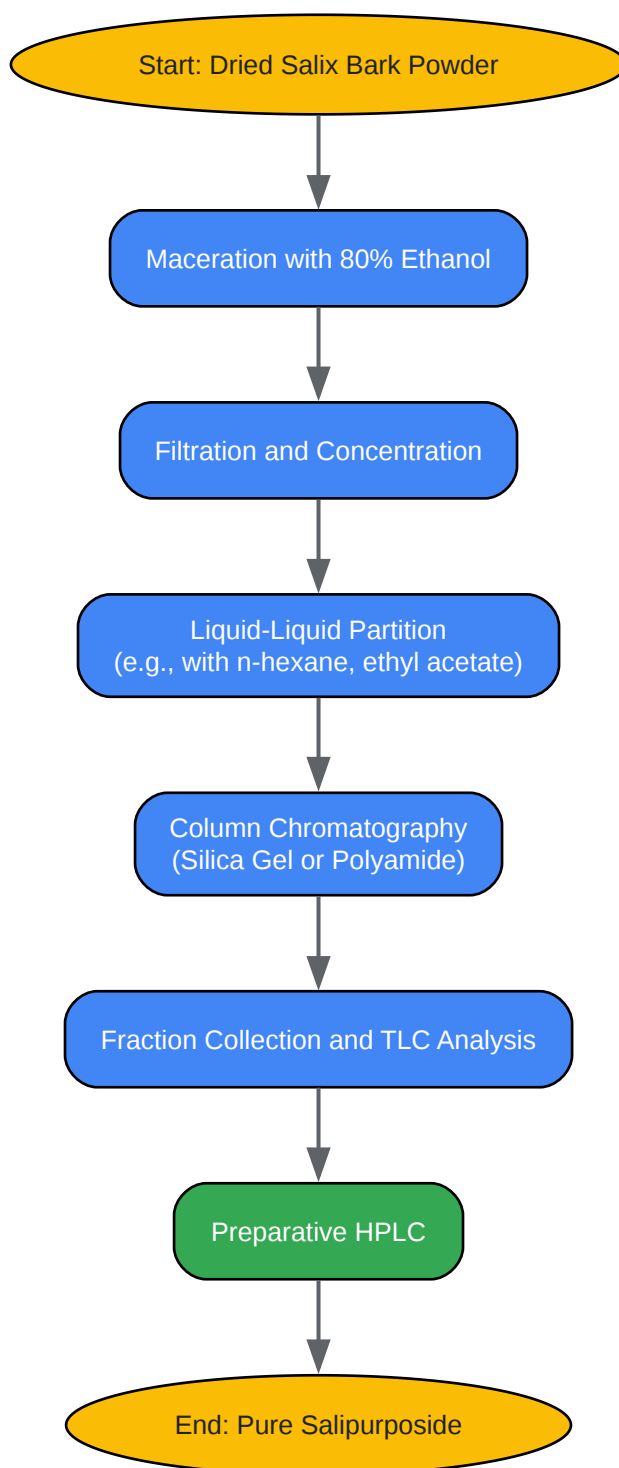 Start: Dried Salix Bark Powder
Maceration with 80% Ethanol
Filtration and Concentration
Liquid-Liquid Partition
(e.g., with n-hexane, ethyl acetate)
Column Chromatography
(Silica Gel or Polyamide)
Fraction Collection and TLC Analysis
Preparative HPLC
End: Pure Salipurposide